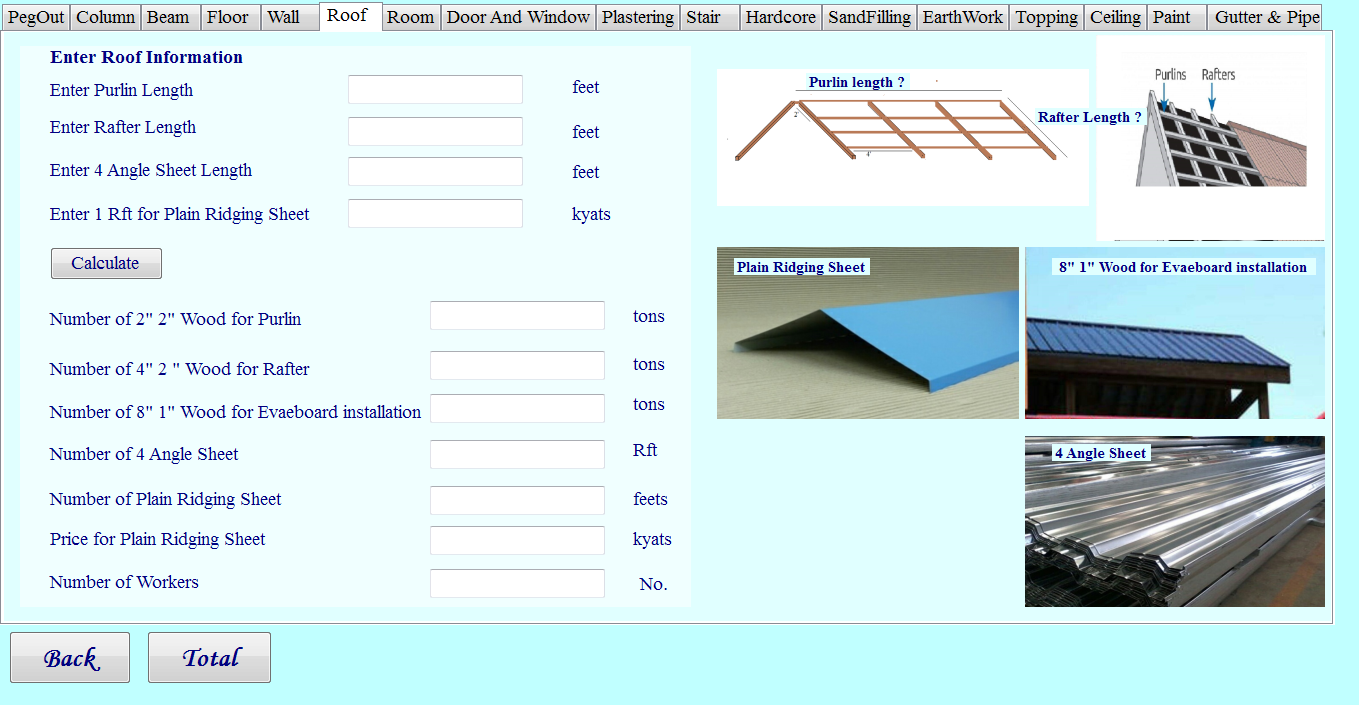 PegOut Column Beam Floor Wall Roof Room Door And Window Plastering Stair Hardcore SandFilling EarthWork Topping Ceiling Paint Gutter & Pipe
Enter Roof Information
Enter Purlin Length feet
Enter Rafter Length feet
Enter 4 Angle Sheet Length feet
Enter 1 Rft for Plain Ridging Sheet kyats
Calculate
Number of 2" 2" Wood for Purlin tons
Number of 4" 2 " Wood for Rafter tons
Number of 8" 1" Wood for Evaeboard installation tons
Number of 4 Angle Sheet Rft
Number of Plain Ridging Sheet feets
Price for Plain Ridging Sheet kyats
Number of Workers No.
Purlin length ?
2'
4'
Rafter Length ?
Purlins Rafters
Plain Ridging Sheet
8" 1" Wood for Evaeboard installation
4 Angle Sheet
Back
Total